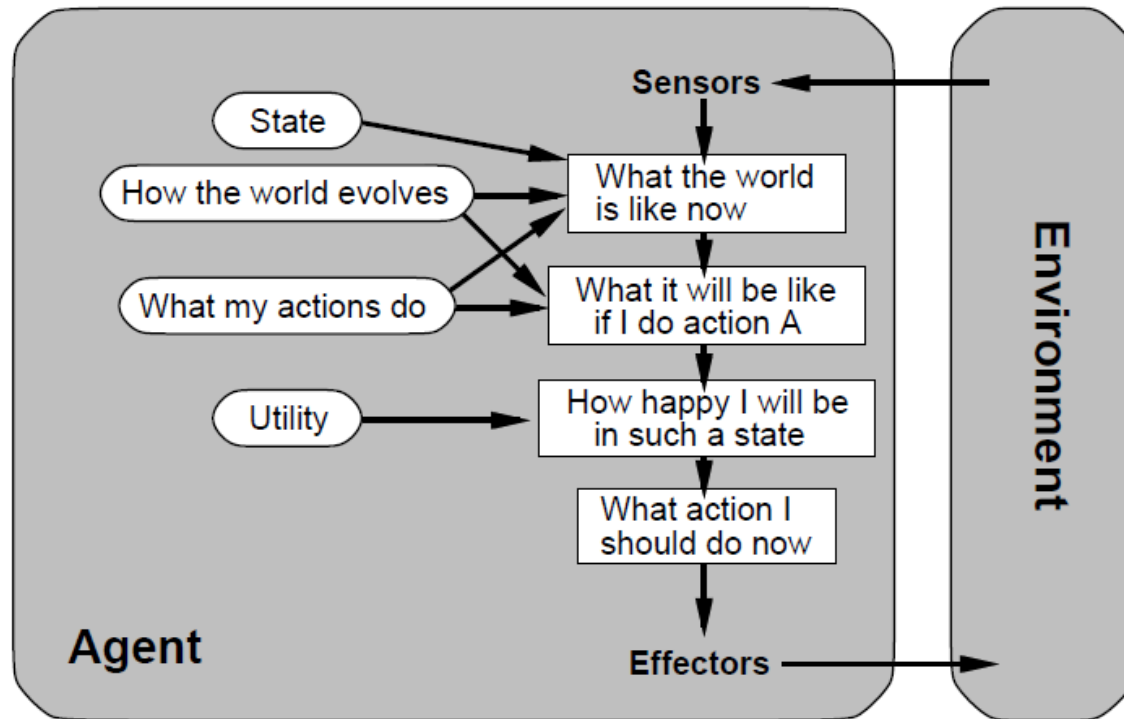 Sensors
State
What the world
is like now
How the world evolves
What my actions do
What it will be like
if I do action A
Utility
How happy I will be
in such a state
What action I
should do now
Agent
Effectors
Environment